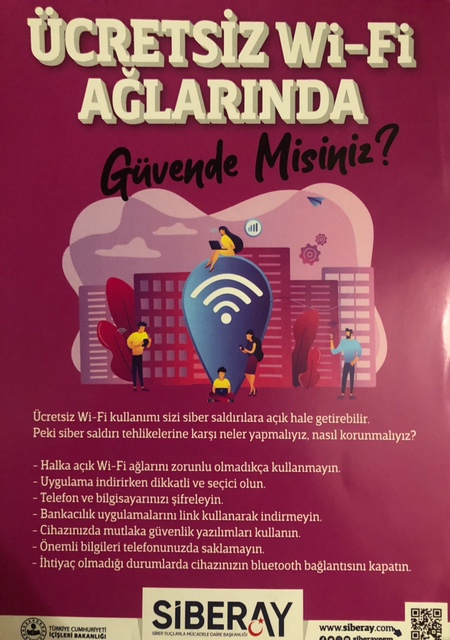 ÜCRETSİZ Wi-Fi
AĞLARINDA
Güvende Misiniz?
Ücretsiz Wi-Fi kullanımı sizi siber saldırılara açık hale getirebilir.
Peki siber saldırı tehlikelerine karşı neler yapmalıyız, nasıl korunmalıyız?
- Halka açık Wi-Fi ağlarını zorunlu olmadıkça kullanmayın.
- Uygulama indirirken dikkatli ve seçici olun.
- Telefon ve bilgisayarınızı şifreleyin.
- Bankacılık uygulamalarını link kullanarak indirmeyin.
- Cihazınızda mutlaka güvenlik yazılımları kullanın.
- Önemli bilgileri telefonunuzda saklamayın.
- İhtiyaç olmadığı durumlarda cihazınızın bluetooth bağlantısını kapatın.
TÜRKİYE CUMHURİYETİ
İÇİŞLERİ BAKANLIĞI
SİBERAY
SİBER SUÇLARLA MÜCADELE DAİRE BAŞKANLIĞI
www.siberay.com
siberayegm